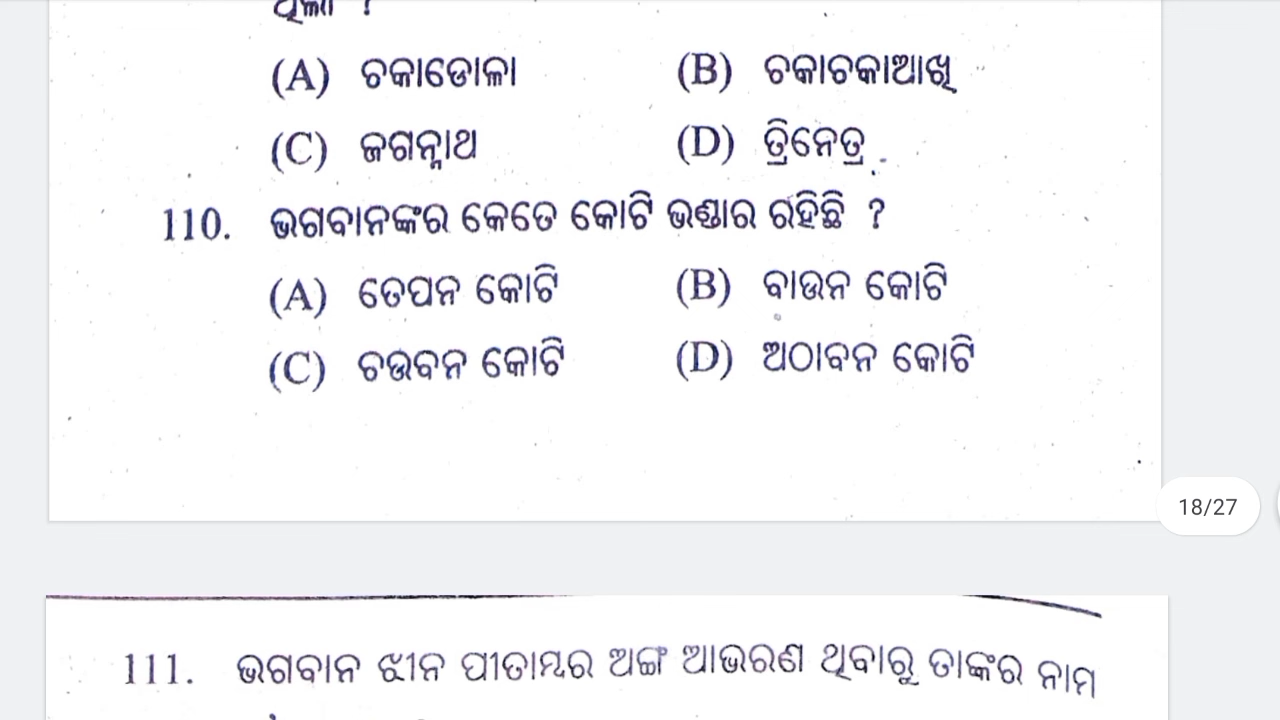 ଥିଲା ?
(A) ଚକାଡୋଳା (B) ଚକାଚକାଆଖି
(C) ଜଗନ୍ନାଥ (D) ତ୍ରିନେତ୍ର
110. ଭଗବାନଙ୍କର କେତେ କୋଟି ଭଣ୍ଡାର ରହିଛି ?
(A) ତେପନ କୋଟି (B) ବାଉନ କୋଟି
(C) ଚଉବନ କୋଟି (D) ଅଠାବନ କୋଟି
18/27
111. ଭଗବାନ ଝୀନ ପୀତାମ୍ବର ଅଙ୍ଗ ଆଭରଣ ଥିବାରୁ ତାଙ୍କର ନାମ